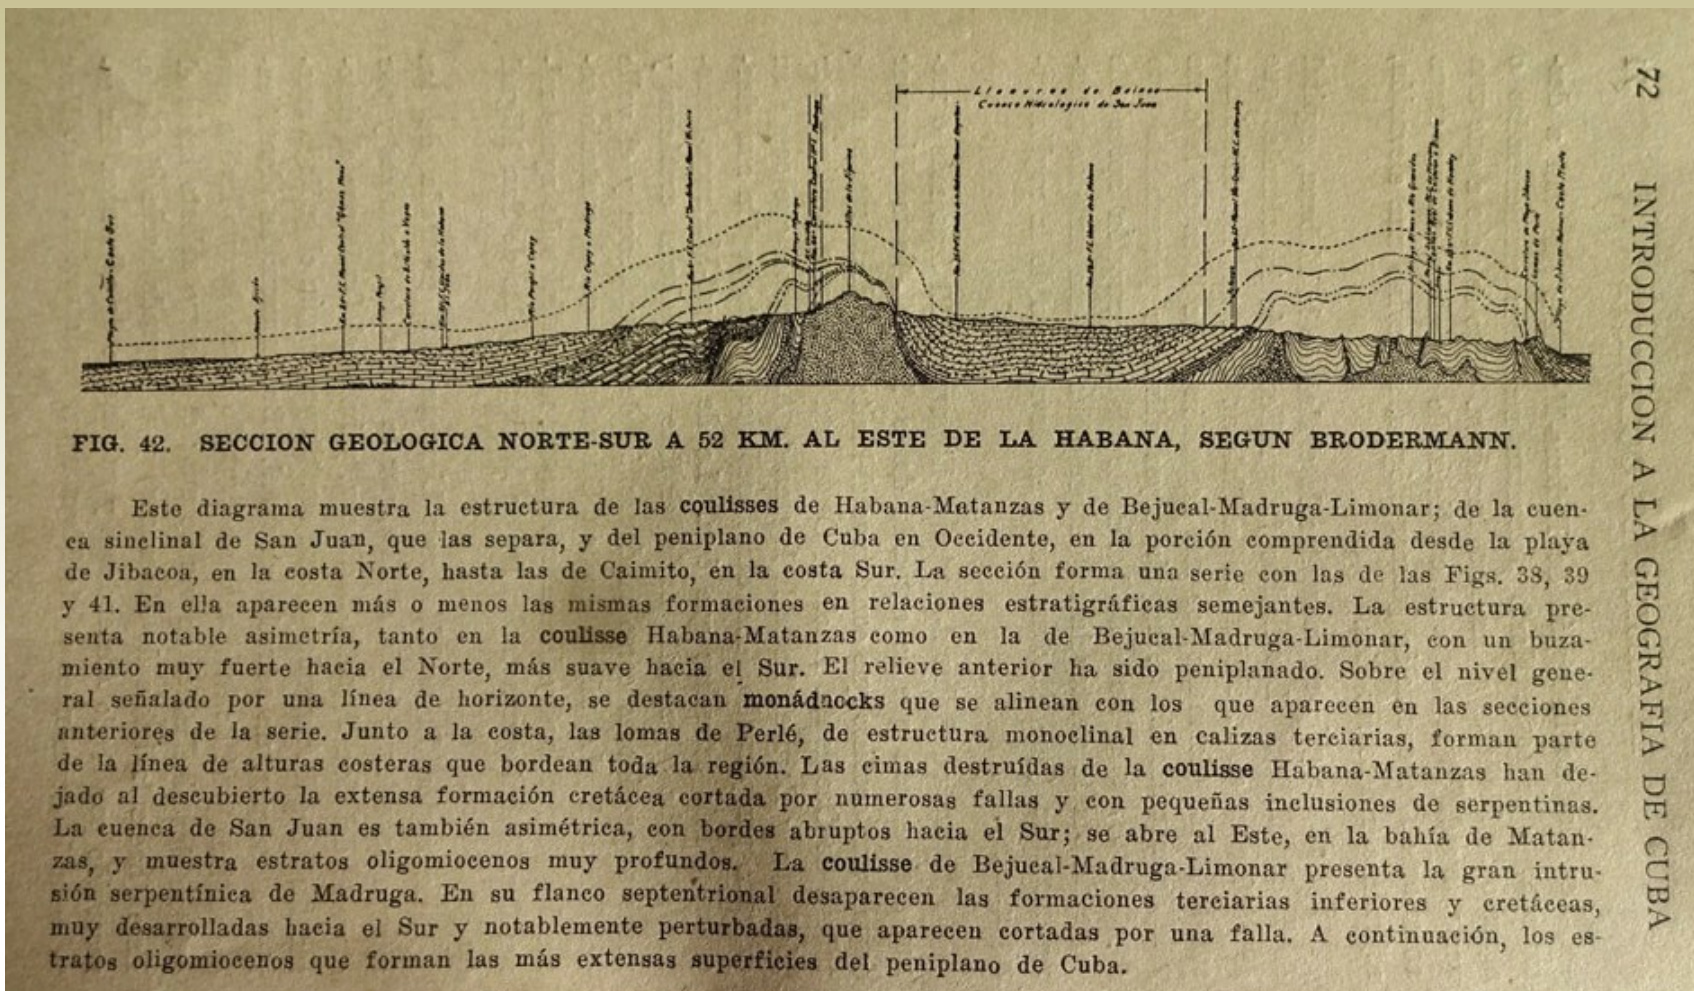 72 INTRODUCCION A LA GEOGRAFIA DE CUBA
Llanuras de Bainoa
Cuenca Hidrologica de San Juan
FIG. 42. SECCION GEOLOGICA NORTE-SUR A 52 KM. AL ESTE DE LA HABANA, SEGUN BRODERMANN.
Este diagrama muestra la estructura de las coulisses de Habana-Matanzas y de Bejucal-Madruga-Limonar; de la cuen-
ca sinclinal de San Juan, que las separa, y del peniplano de Cuba en Occidente, en la porción comprendida desde la playa
de Jibacoa, en la costa Norte, hasta las de Caimito, en la costa Sur. La sección forma una serie con las de las Figs. 38, 39
y 41. En ella aparecen más o menos las mismas formaciones en relaciones estratigráficas semejantes. La estructura pre-
senta notable asimetría, tanto en la coulisse Habana-Matanzas como en la de Bejucal-Madruga-Limonar, con un buza-
miento muy fuerte hacia el Norte, más suave hacia el Sur. El relieve anterior ha sido peniplanado. Sobre el nivel gene-
ral señalado por una línea de horizonte, se destacan monádnocks que se alinean con los que aparecen en las secciones
anteriores de la serie. Junto a la costa, las lomas de Perlé, de estructura monoclinal en calizas terciarias, forman parte
de la línea de alturas costeras que bordean toda la región. Las cimas destruídas de la coulisse Habana-Matanzas han de-
jado al descubierto la extensa formación cretácea cortada por numerosas fallas y con pequeñas inclusiones de serpentinas.
La cuenca de San Juan es también asimétrica, con bordes abruptos hacia el Sur; se abre al Este, en la bahía de Matan-
zas, y muestra estratos oligomiocenos muy profundos. La coulisse de Bejucal-Madruga-Limonar presenta la gran intru-
sión serpentínica de Madruga. En su flanco septentrional desaparecen las formaciones terciarias inferiores y cretáceas,
muy desarrolladas hacia el Sur y notablemente perturbadas, que aparecen cortadas por una falla. A continuación, los es-
tratos oligomiocenos que forman las más extensas superficies del peniplano de Cuba.